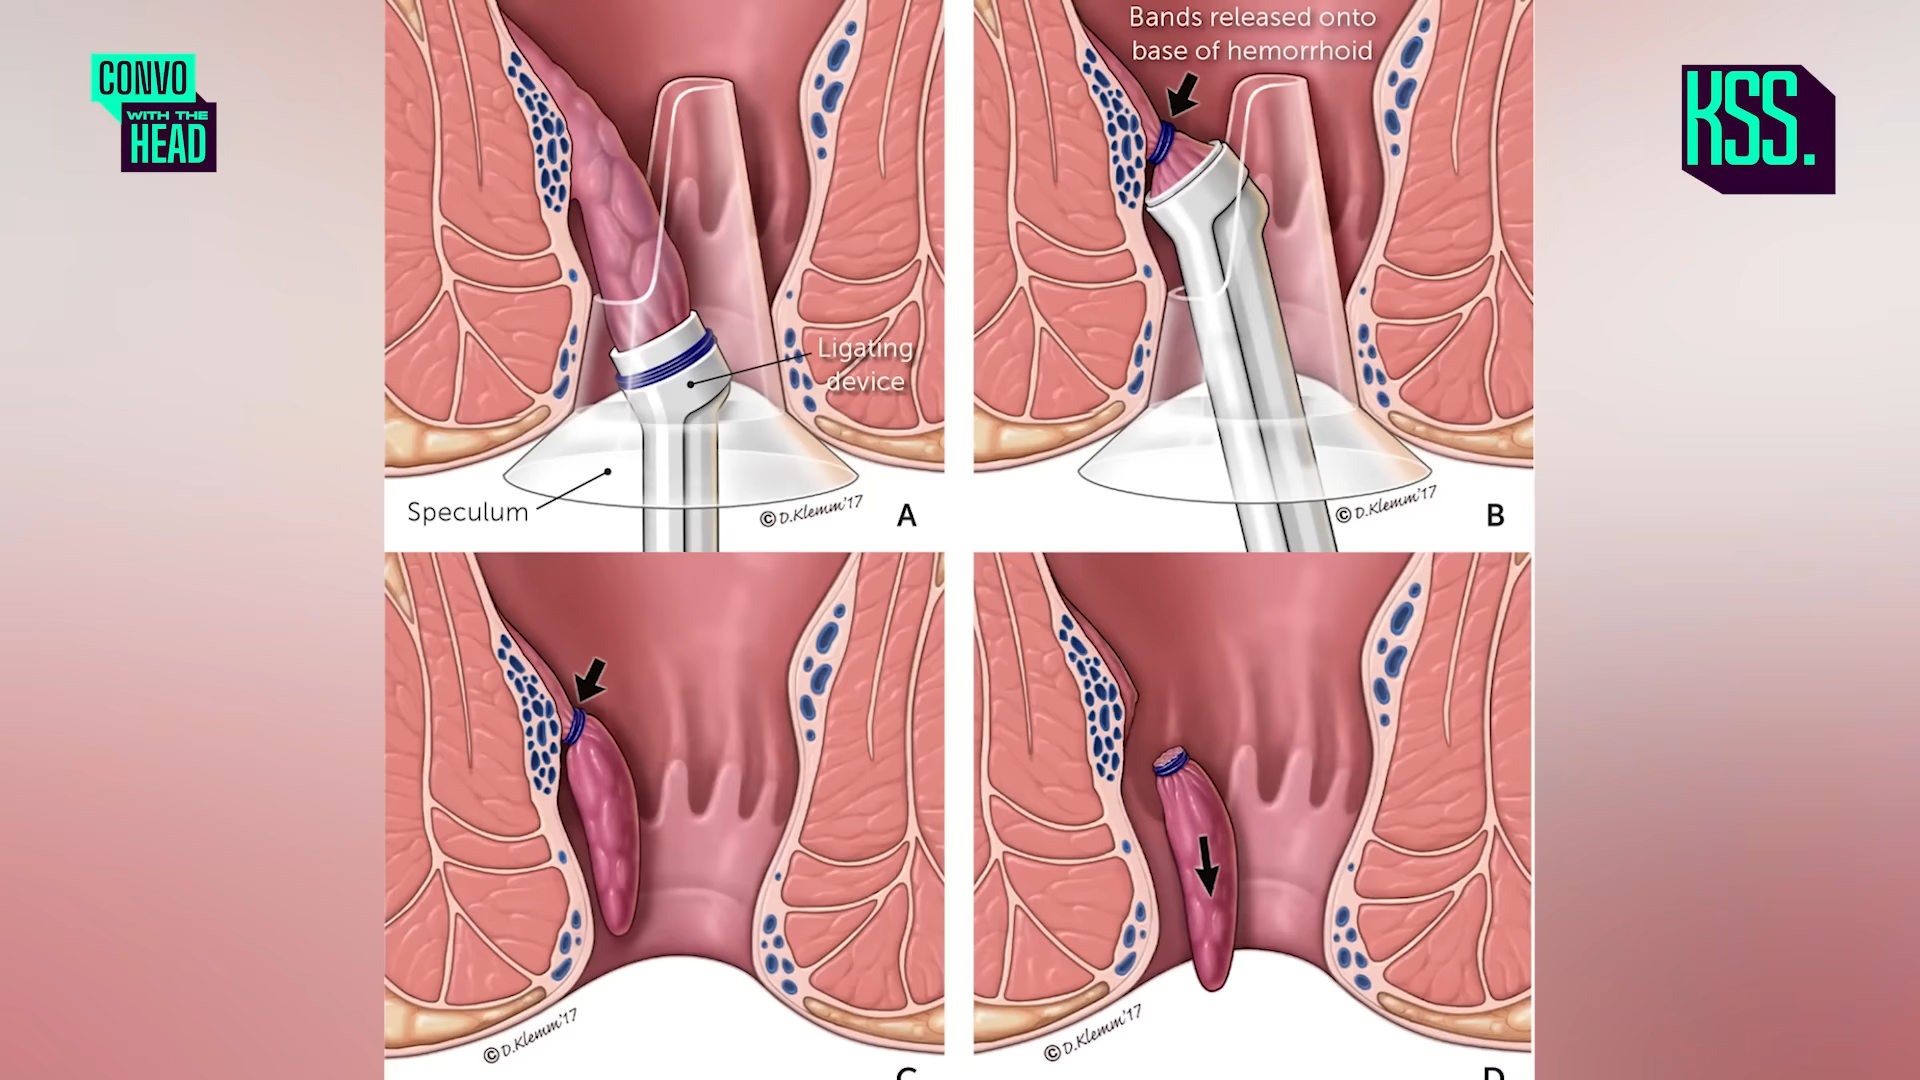 CONVO
WITH THE
HEAD
KSS.
Bands released onto
base of hemorrhoid
Ligating
device
Speculum
©D.Klemm'17
A
©D.Klemm'17
B
©D.Klemm'17
C
©D.Klemm'17
D